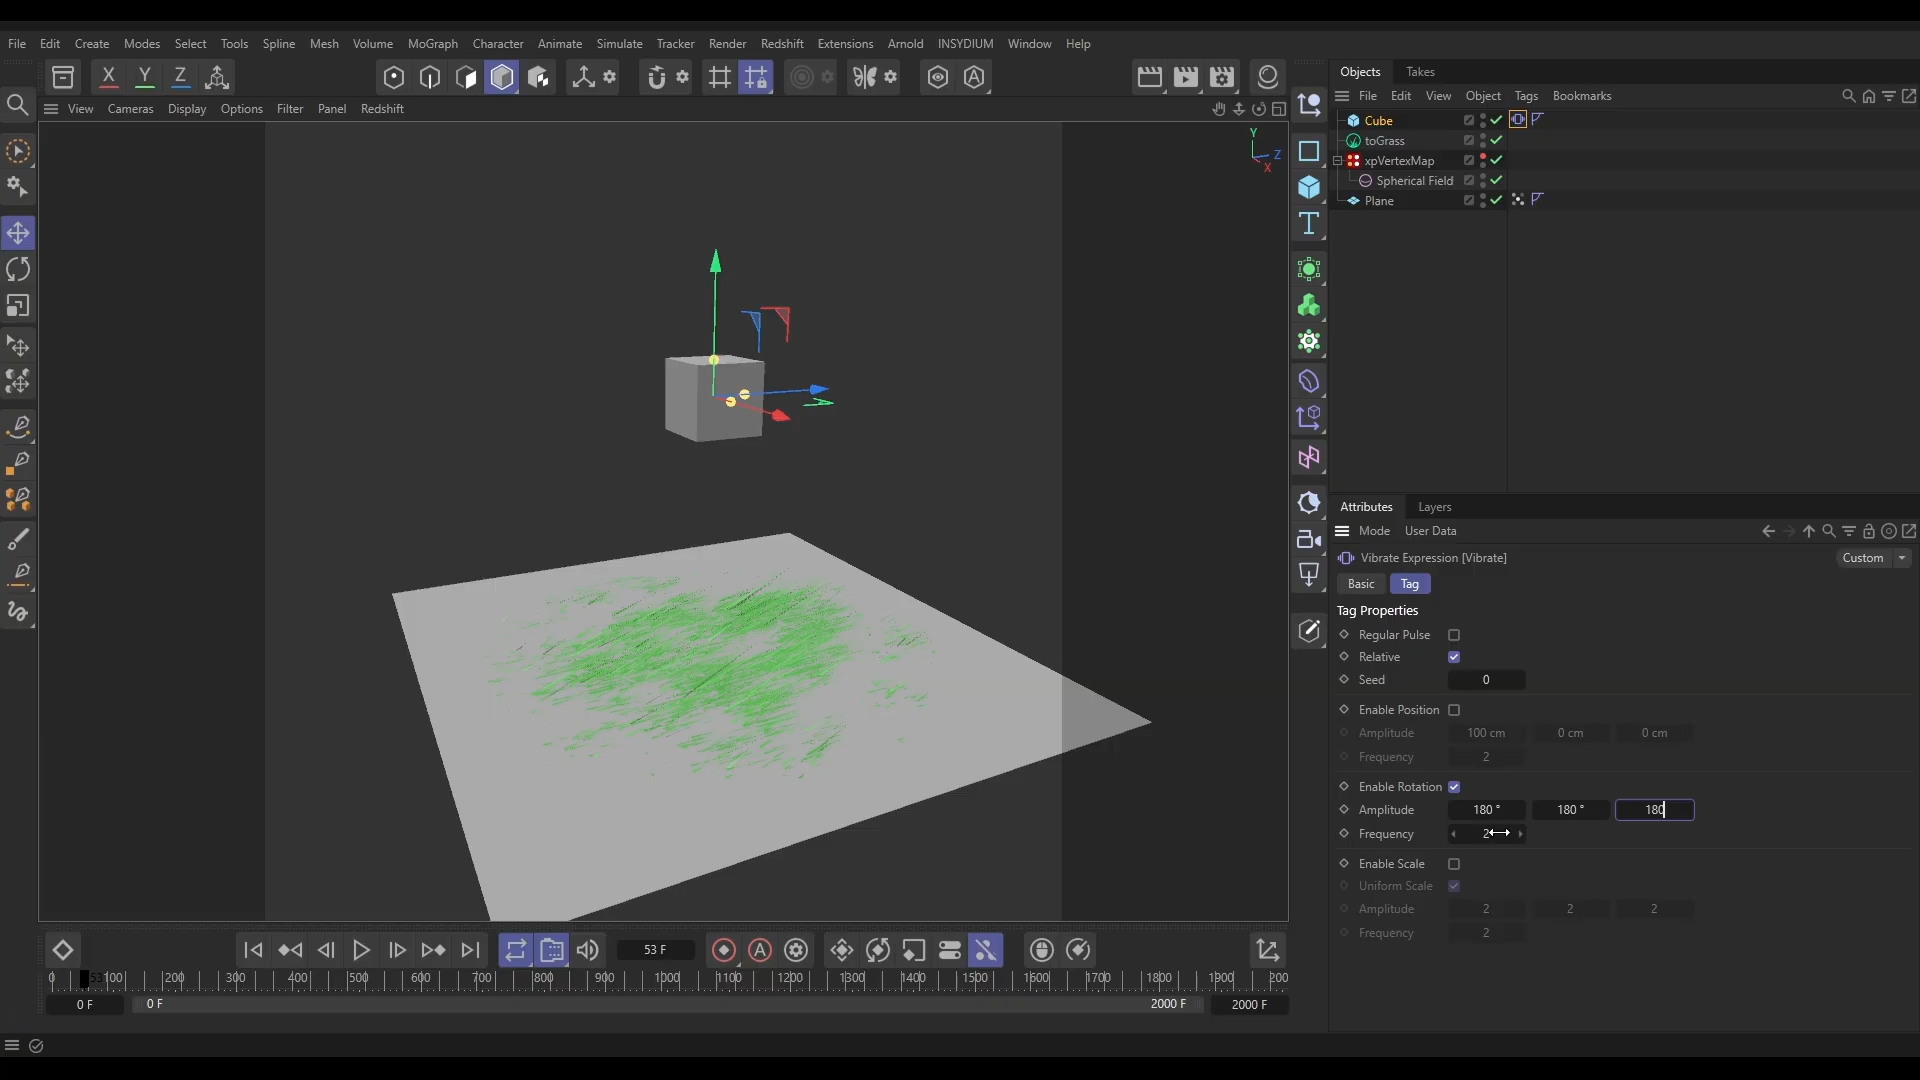 File Edit Create Modes Select Tools Spline Mesh Volume MoGraph Character Animate Simulate Tracker Render Redshift Extensions Arnold INSYDIUM Window Help
X Y Z
View Cameras Display Options Filter Panel Redshift
Y
Z
X
Objects Takes
File Edit View Object Tags Bookmarks
Cube
toGrass
xpVertexMap
Spherical Field
Plane
Attributes Layers
Mode User Data
Vibrate Expression [Vibrate] Custom
Basic Tag
Tag Properties
Regular Pulse
Relative
Seed 0
Enable Position
Amplitude 100 cm 0 cm 0 cm
Frequency 2
Enable Rotation
Amplitude 180 ° 180 ° 180
Frequency 2
Enable Scale
Uniform Scale
Amplitude 2 2 2
Frequency 2
53 F
0 53 100 200 300 400 500 600 700 800 900 1000 1100 1200 1300 1400 1500 1600 1700 1800 1900 200
0 F 0 F 2000 F 2000 F